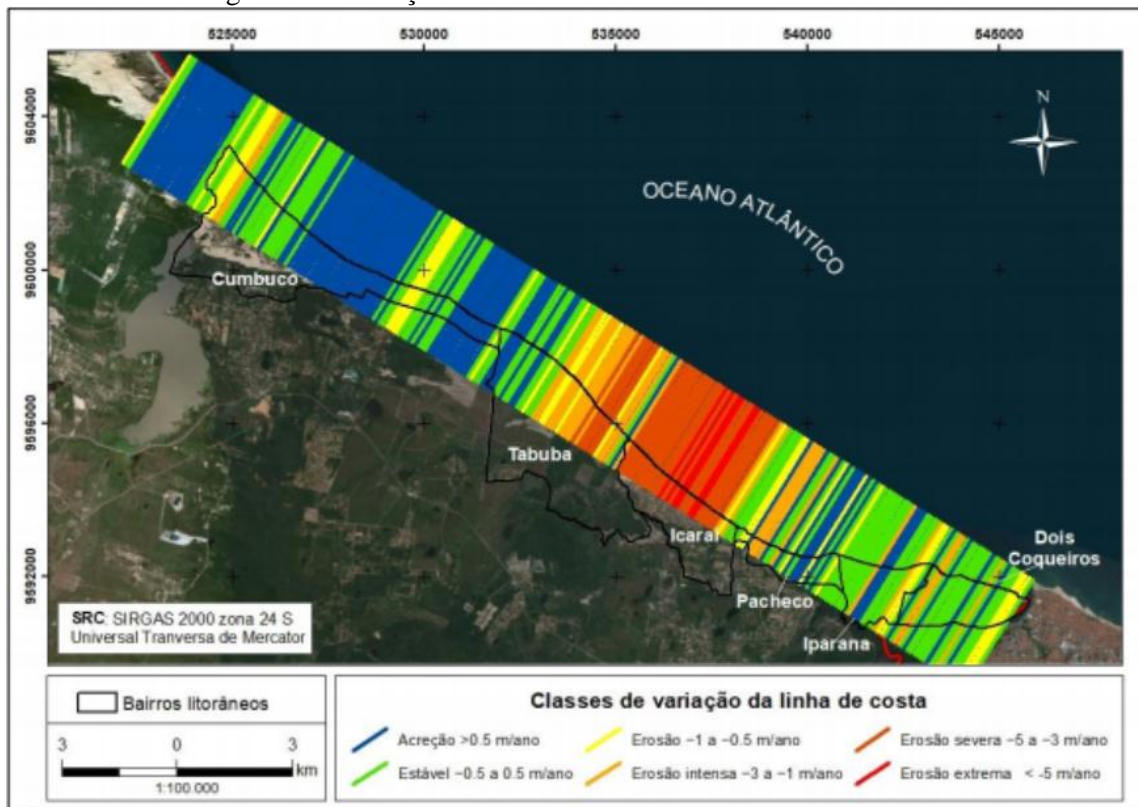 525000 530000 535000 540000 545000
9604000
9600000
9596000
9592000
N
OCEANO ATLÂNTICO
Cumbuco
Tabuba
Icaraí
Pacheco
Iparana
Dois
Coqueiros
SRC: SIRGAS 2000 zona 24 S
Universal Tranversa de Mercator
Bairros litorâneos
3 0 3
km
1:100.000
Classes de variação da linha de costa
Acreção >0.5 m/ano
Estável −0.5 a 0.5 m/ano
Erosão −1 a −0.5 m/ano
Erosão intensa −3 a −1 m/ano
Erosão severa −5 a −3 m/ano
Erosão extrema < -5 m/ano